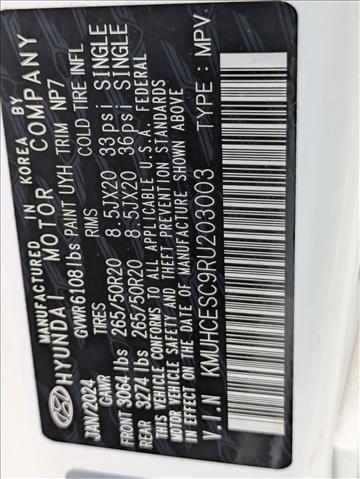 MANUFACTURED IN KOREA BY
HYUNDAI MOTOR COMPANY
GVWR 6108lbs PAINT UYH TRIM NP7
JAN/2024 GAWR TIRES RIMS COLD TIRE INFL
FRONT 3064 lbs 265/50R20 8.5JX20 33psi SINGLE
REAR 3274 lbs 265/50R20 8.5JX20 36psi SINGLE
THIS VEHICLE CONFORMS TO ALL APPLICABLE U.S.A. FEDERAL
MOTOR VEHICLE SAFETY AND THEFT PREVENTION STANDARDS
IN EFFECT ON THE DATE OF MANUFACTURE SHOWN ABOVE
V.I.N KMUHCESC9RU203003 TYPE: MPV